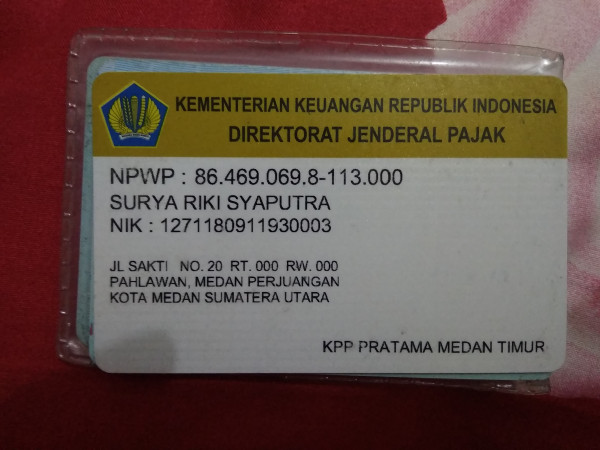 KEMENTERIAN KEUANGAN REPUBLIK INDONESIA
DIREKTORAT JENDERAL PAJAK
NPWP : 86.469.069.8-113.000
SURYA RIKI SYAPUTRA
NIK : 1271180911930003
JL SAKTI NO. 20 RT. 000 RW. 000
PAHLAWAN, MEDAN PERJUANGAN
KOTA MEDAN SUMATERA UTARA
KPP PRATAMA MEDAN TIMUR